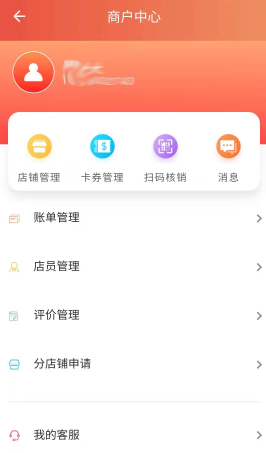 商户中心
店铺管理 卡券管理 扫码核销 消息
账单管理
店员管理
评价管理
分店铺申请
我的客服